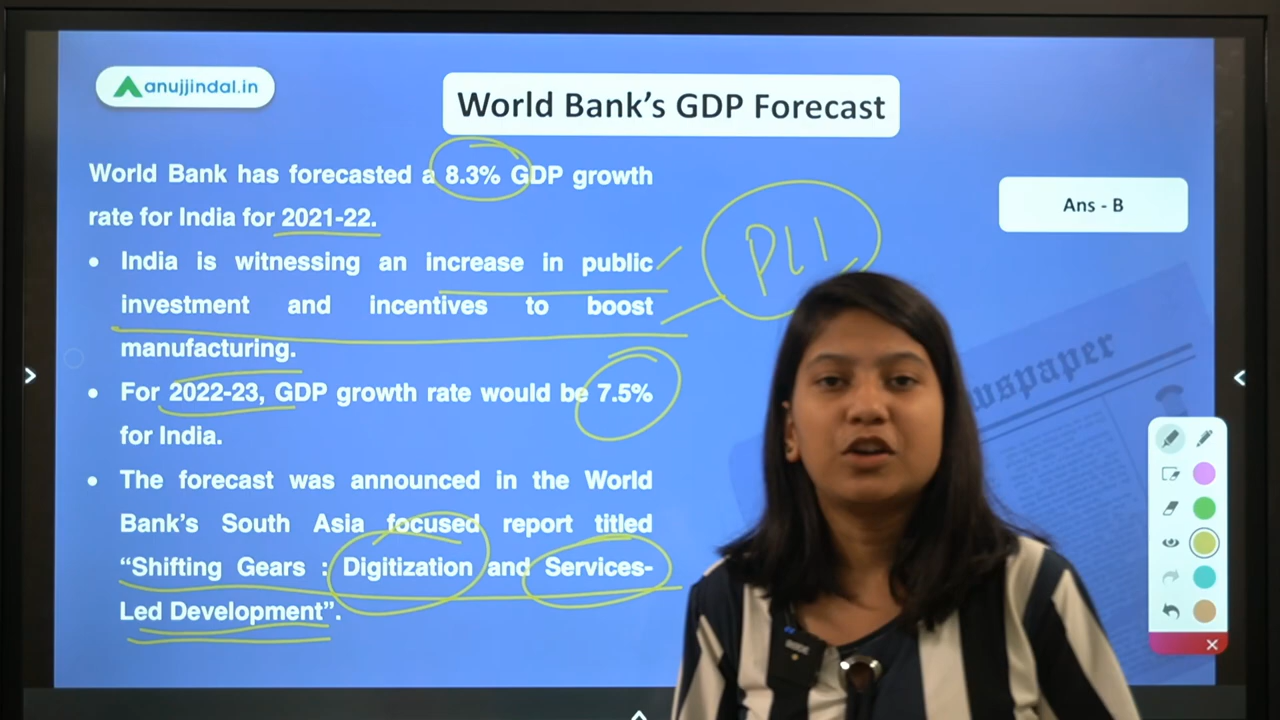 anujjindal.in
World Bank's GDP Forecast
World Bank has forecasted a 8.3% GDP growth
rate for India for 2021-22.
• India is witnessing an increase in public
investment and incentives to boost
manufacturing.
• For 2022-23, GDP growth rate would be 7.5%
for India.
• The forecast was announced in the World
Bank's South Asia focused report titled
“Shifting Gears : Digitization and Services-
Led Development”.
PLI
Ans - B
wspaper